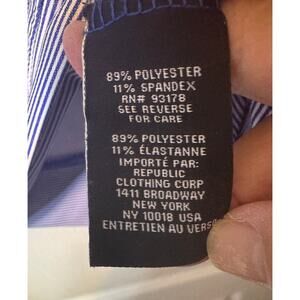 89% POLYESTER
11% SPANDEX
RN# 93178
SEE REVERSE
FOR CARE
89% POLYESTER
11% ÉLASTANNE
IMPORTÉ PAR:
REPUBLIC
CLOTHING CORP
1411 BROADWAY
NEW YORK
NY 10018 USA
ENTRETIEN AU VERSO